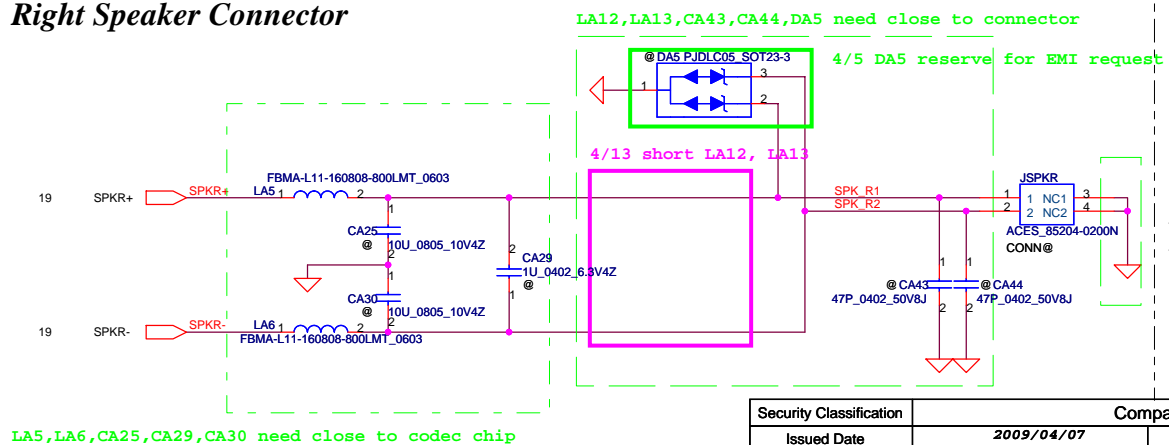 Right Speaker Connector
LA12,LA13,CA43,CA44,DA5 need close to connector
@ DA5 PJDLC05_SOT23-3
4/5 DA5 reserve for EMI request
1
3
2
4/13 short LA12, LA13
FBMA-L11-160808-800LMT_0603
19 SPKR+ SPKR+ LA5 1 2
SPK_R1
SPK_R2
JSPKR
1 1 NC1 3
2 2 NC2 4
ACES_85204-0200N
CONN@
1
CA25
@ 10U_0805_10V4Z
2
2
CA29
1U_0402_6.3V4Z
@
1
1
CA30
@ 10U_0805_10V4Z
2
1
@ CA43
47P_0402_50V8J
2
1
@ CA44
47P_0402_50V8J
2
19 SPKR- SPKR- LA6 1 2
FBMA-L11-160808-800LMT_0603
LA5,LA6,CA25,CA29,CA30 need close to codec chip
Security Classification Compa
Issued Date 2009/04/07